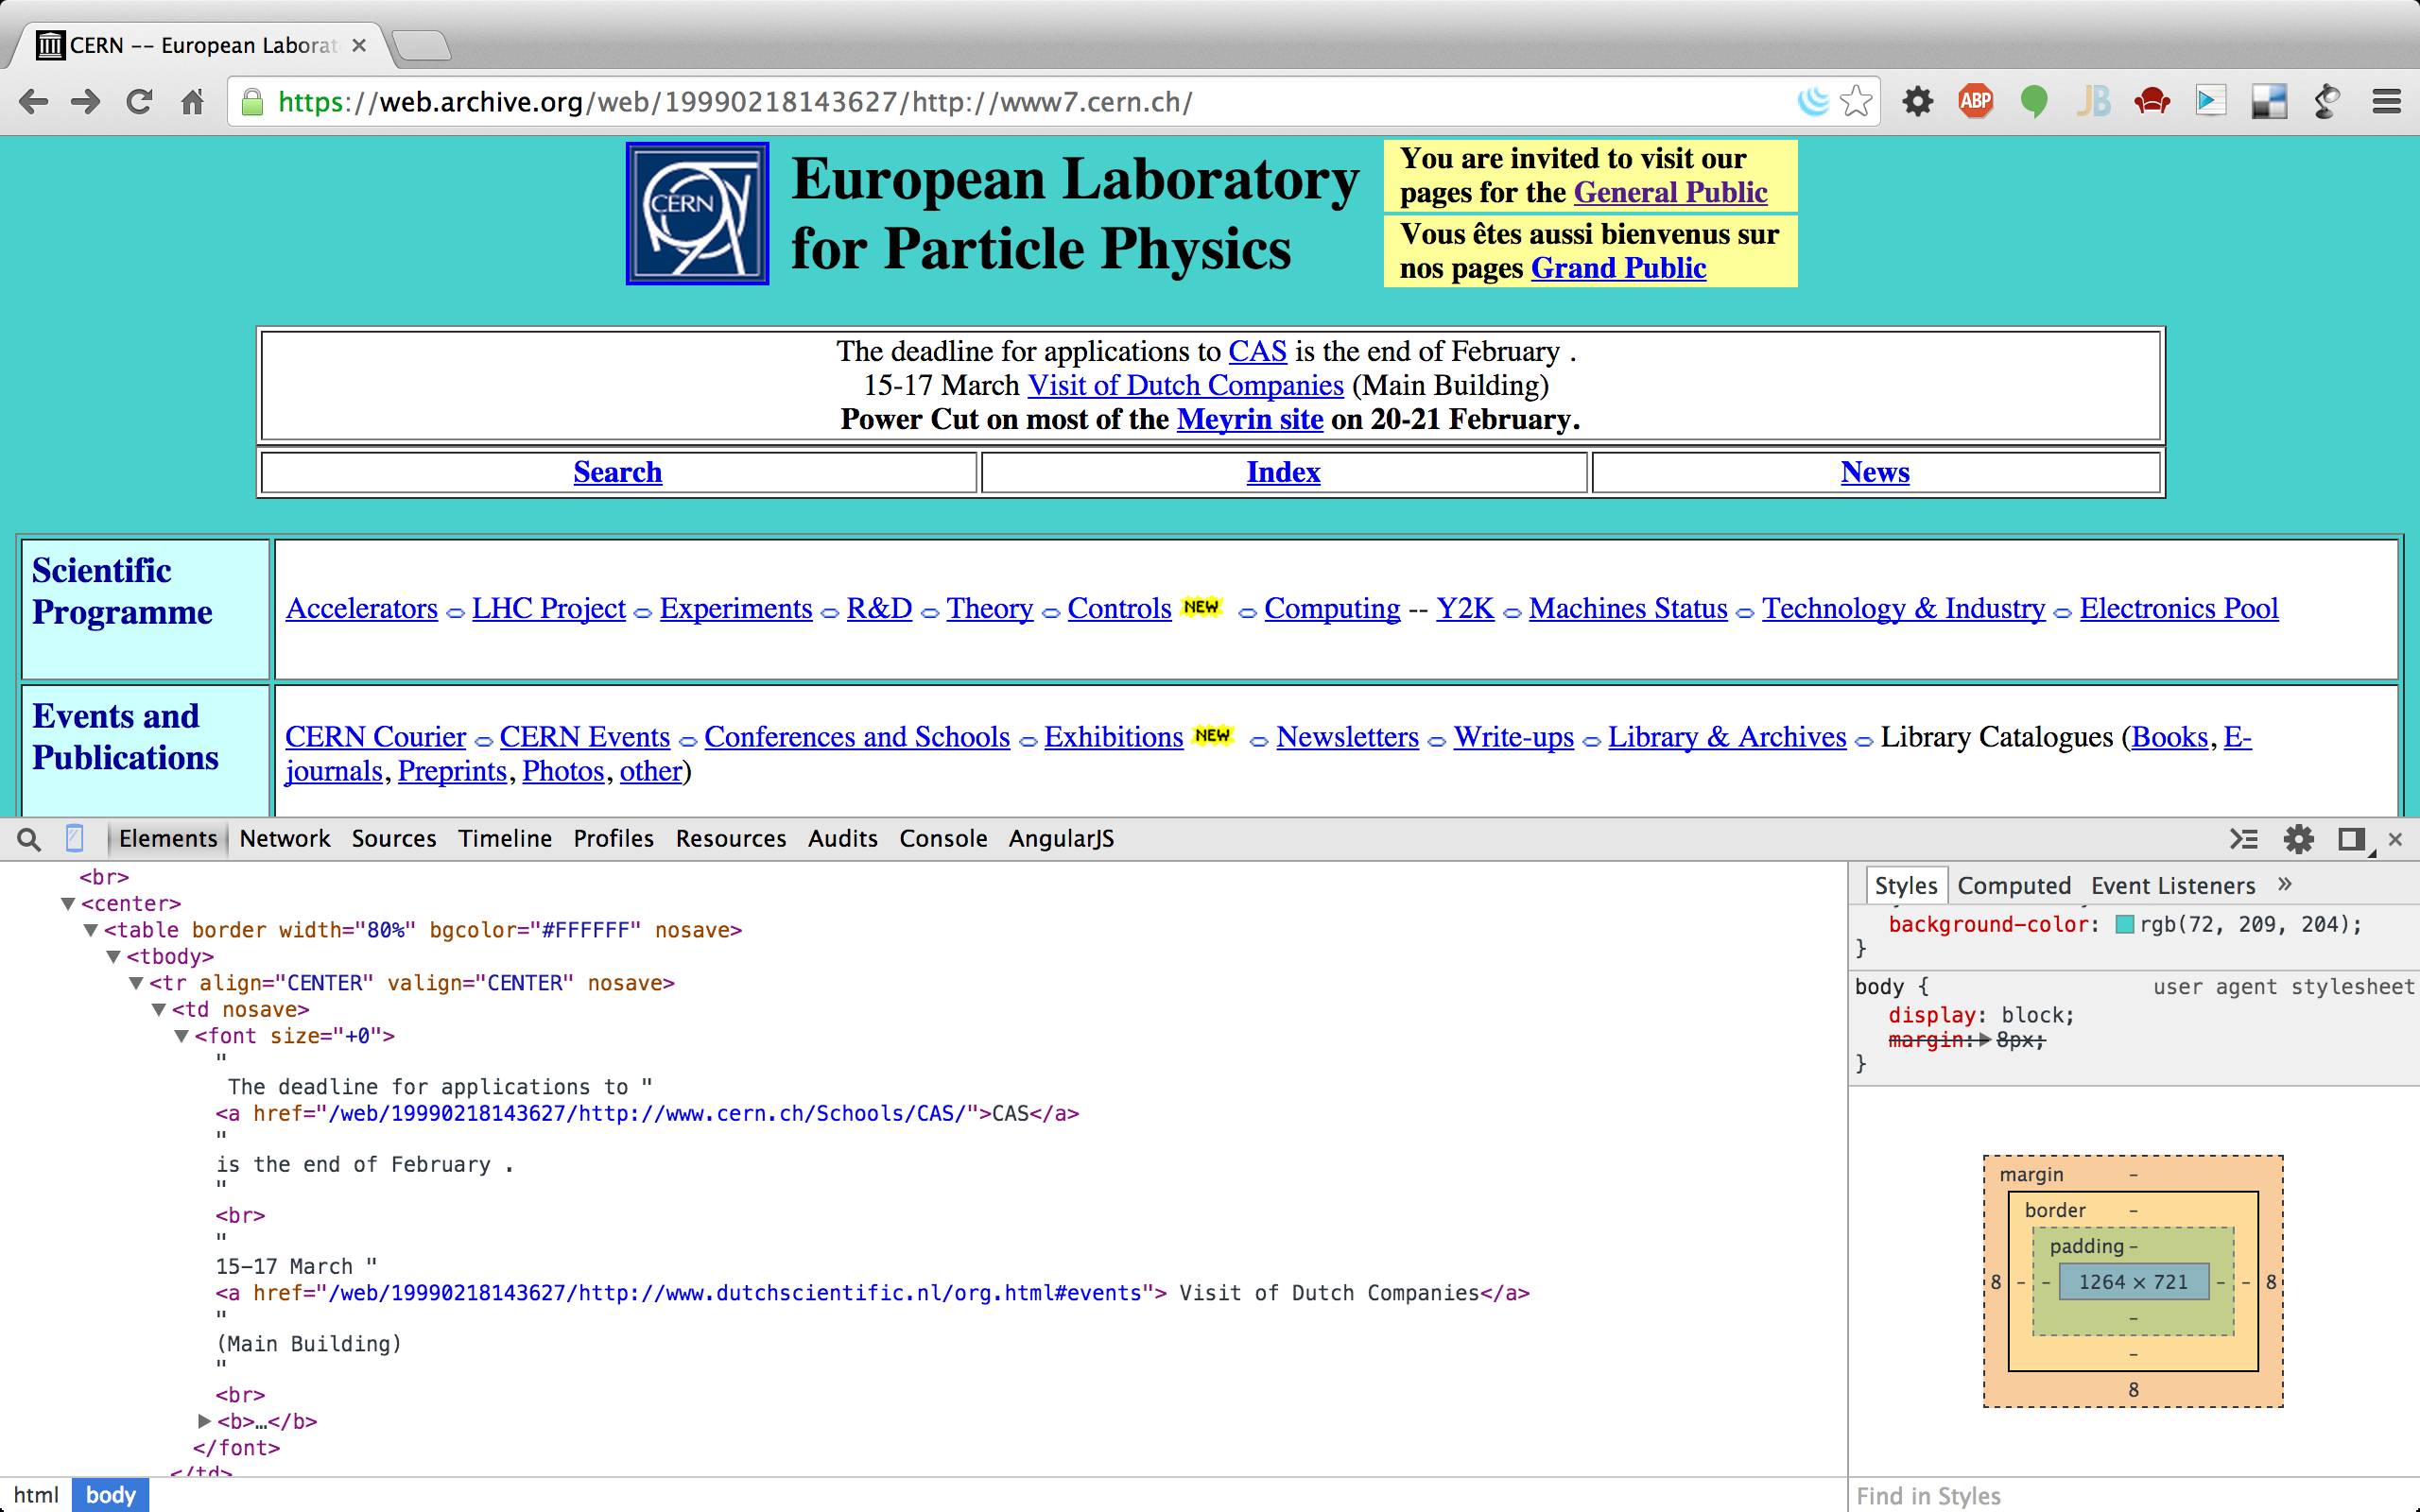 CERN -- European Laborat
https://web.archive.org/web/19990218143627/http://www7.cern.ch/
ABP
JB
CERN
European Laboratory
for Particle Physics
You are invited to visit our
pages for the General Public
Vous êtes aussi bienvenus sur
nos pages Grand Public
The deadline for applications to CAS is the end of February .
15-17 March Visit of Dutch Companies (Main Building)
Power Cut on most of the Meyrin site on 20-21 February.
Search Index News
Scientific
Programme
Accelerators LHC Project Experiments R&D Theory Controls NEW Computing -- Y2K Machines Status Technology & Industry Electronics Pool
Events and
Publications
CERN Courier CERN Events Conferences and Schools Exhibitions NEW Newsletters Write-ups Library & Archives Library Catalogues (Books, E-
journals, Preprints, Photos, other)
Elements Network Sources Timeline Profiles Resources Audits Console AngularJS
<br>
<center>
<table border width="80%" bgcolor="#FFFFFF" nosave>
<tbody>
<tr align="CENTER" valign="CENTER" nosave>
<td nosave>
<font size="+0">
"
The deadline for applications to "
<a href="/web/19990218143627/http://www.cern.ch/Schools/CAS/">CAS</a>
"
is the end of February .
"
<br>
"
15-17 March "
<a href="/web/19990218143627/http://www.dutchscientific.nl/org.html#events"> Visit of Dutch Companies</a>
"
(Main Building)
"
<br>
<b>…</b>
</font>
</td>
html body
Styles Computed Event Listeners »
background-color: rgb(72, 209, 204);
}
body { user agent stylesheet
display: block;
margin: 8px;
}
margin -
border -
padding -
8 - - 1264 × 721 - - 8
-
-
8
Find in Styles